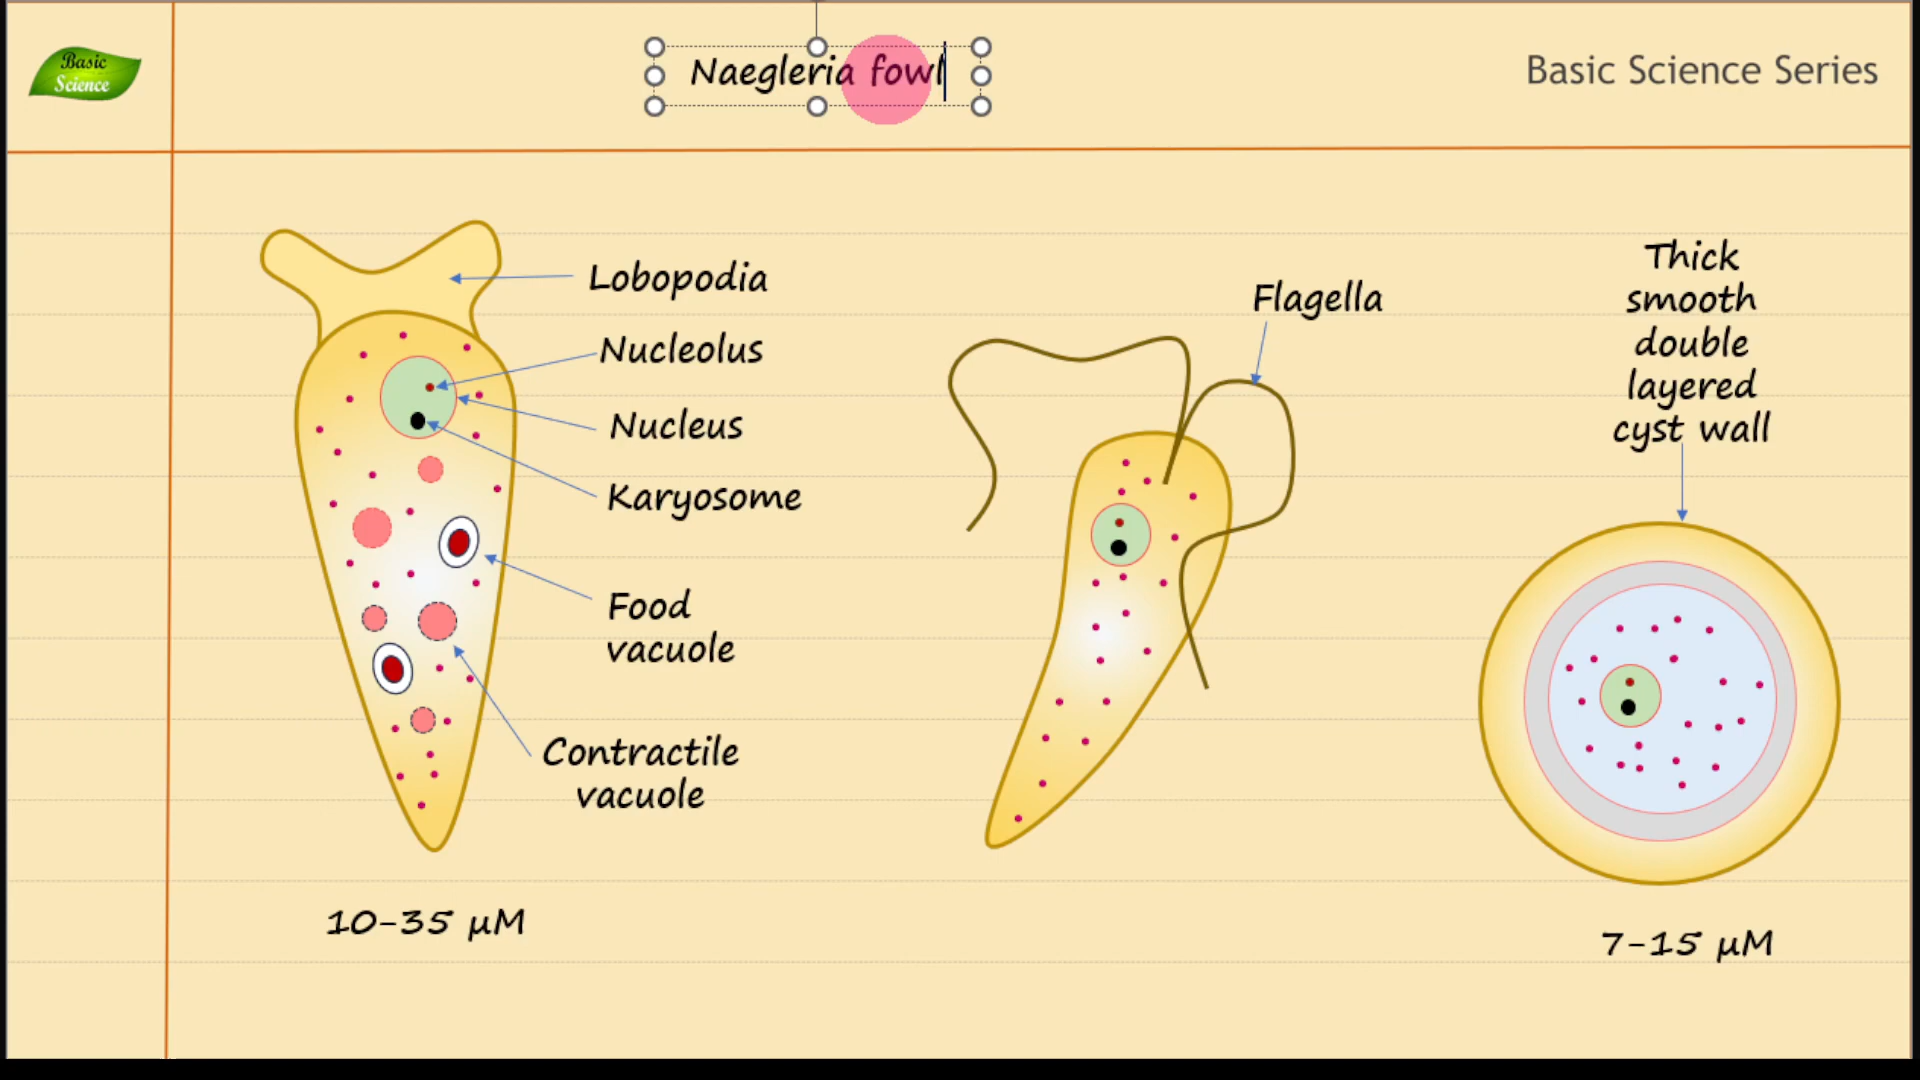 Basic
Science
Naegleria fowl
Basic Science Series
Lobopodia
Nucleolus
Nucleus
Karyosome
Food
vacuole
Contractile
vacuole
10-35 µM
Flagella
Thick
smooth
double
layered
cyst wall
7-15 µM